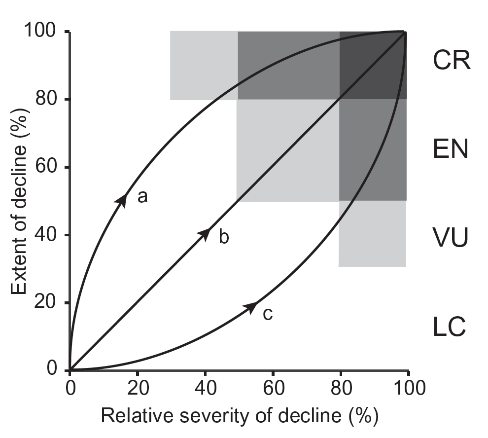 100
80
60
40
20
0
Extent of decline (%)
a
b
c
CR
EN
VU
LC
0 20 40 60 80 100
Relative severity of decline (%)